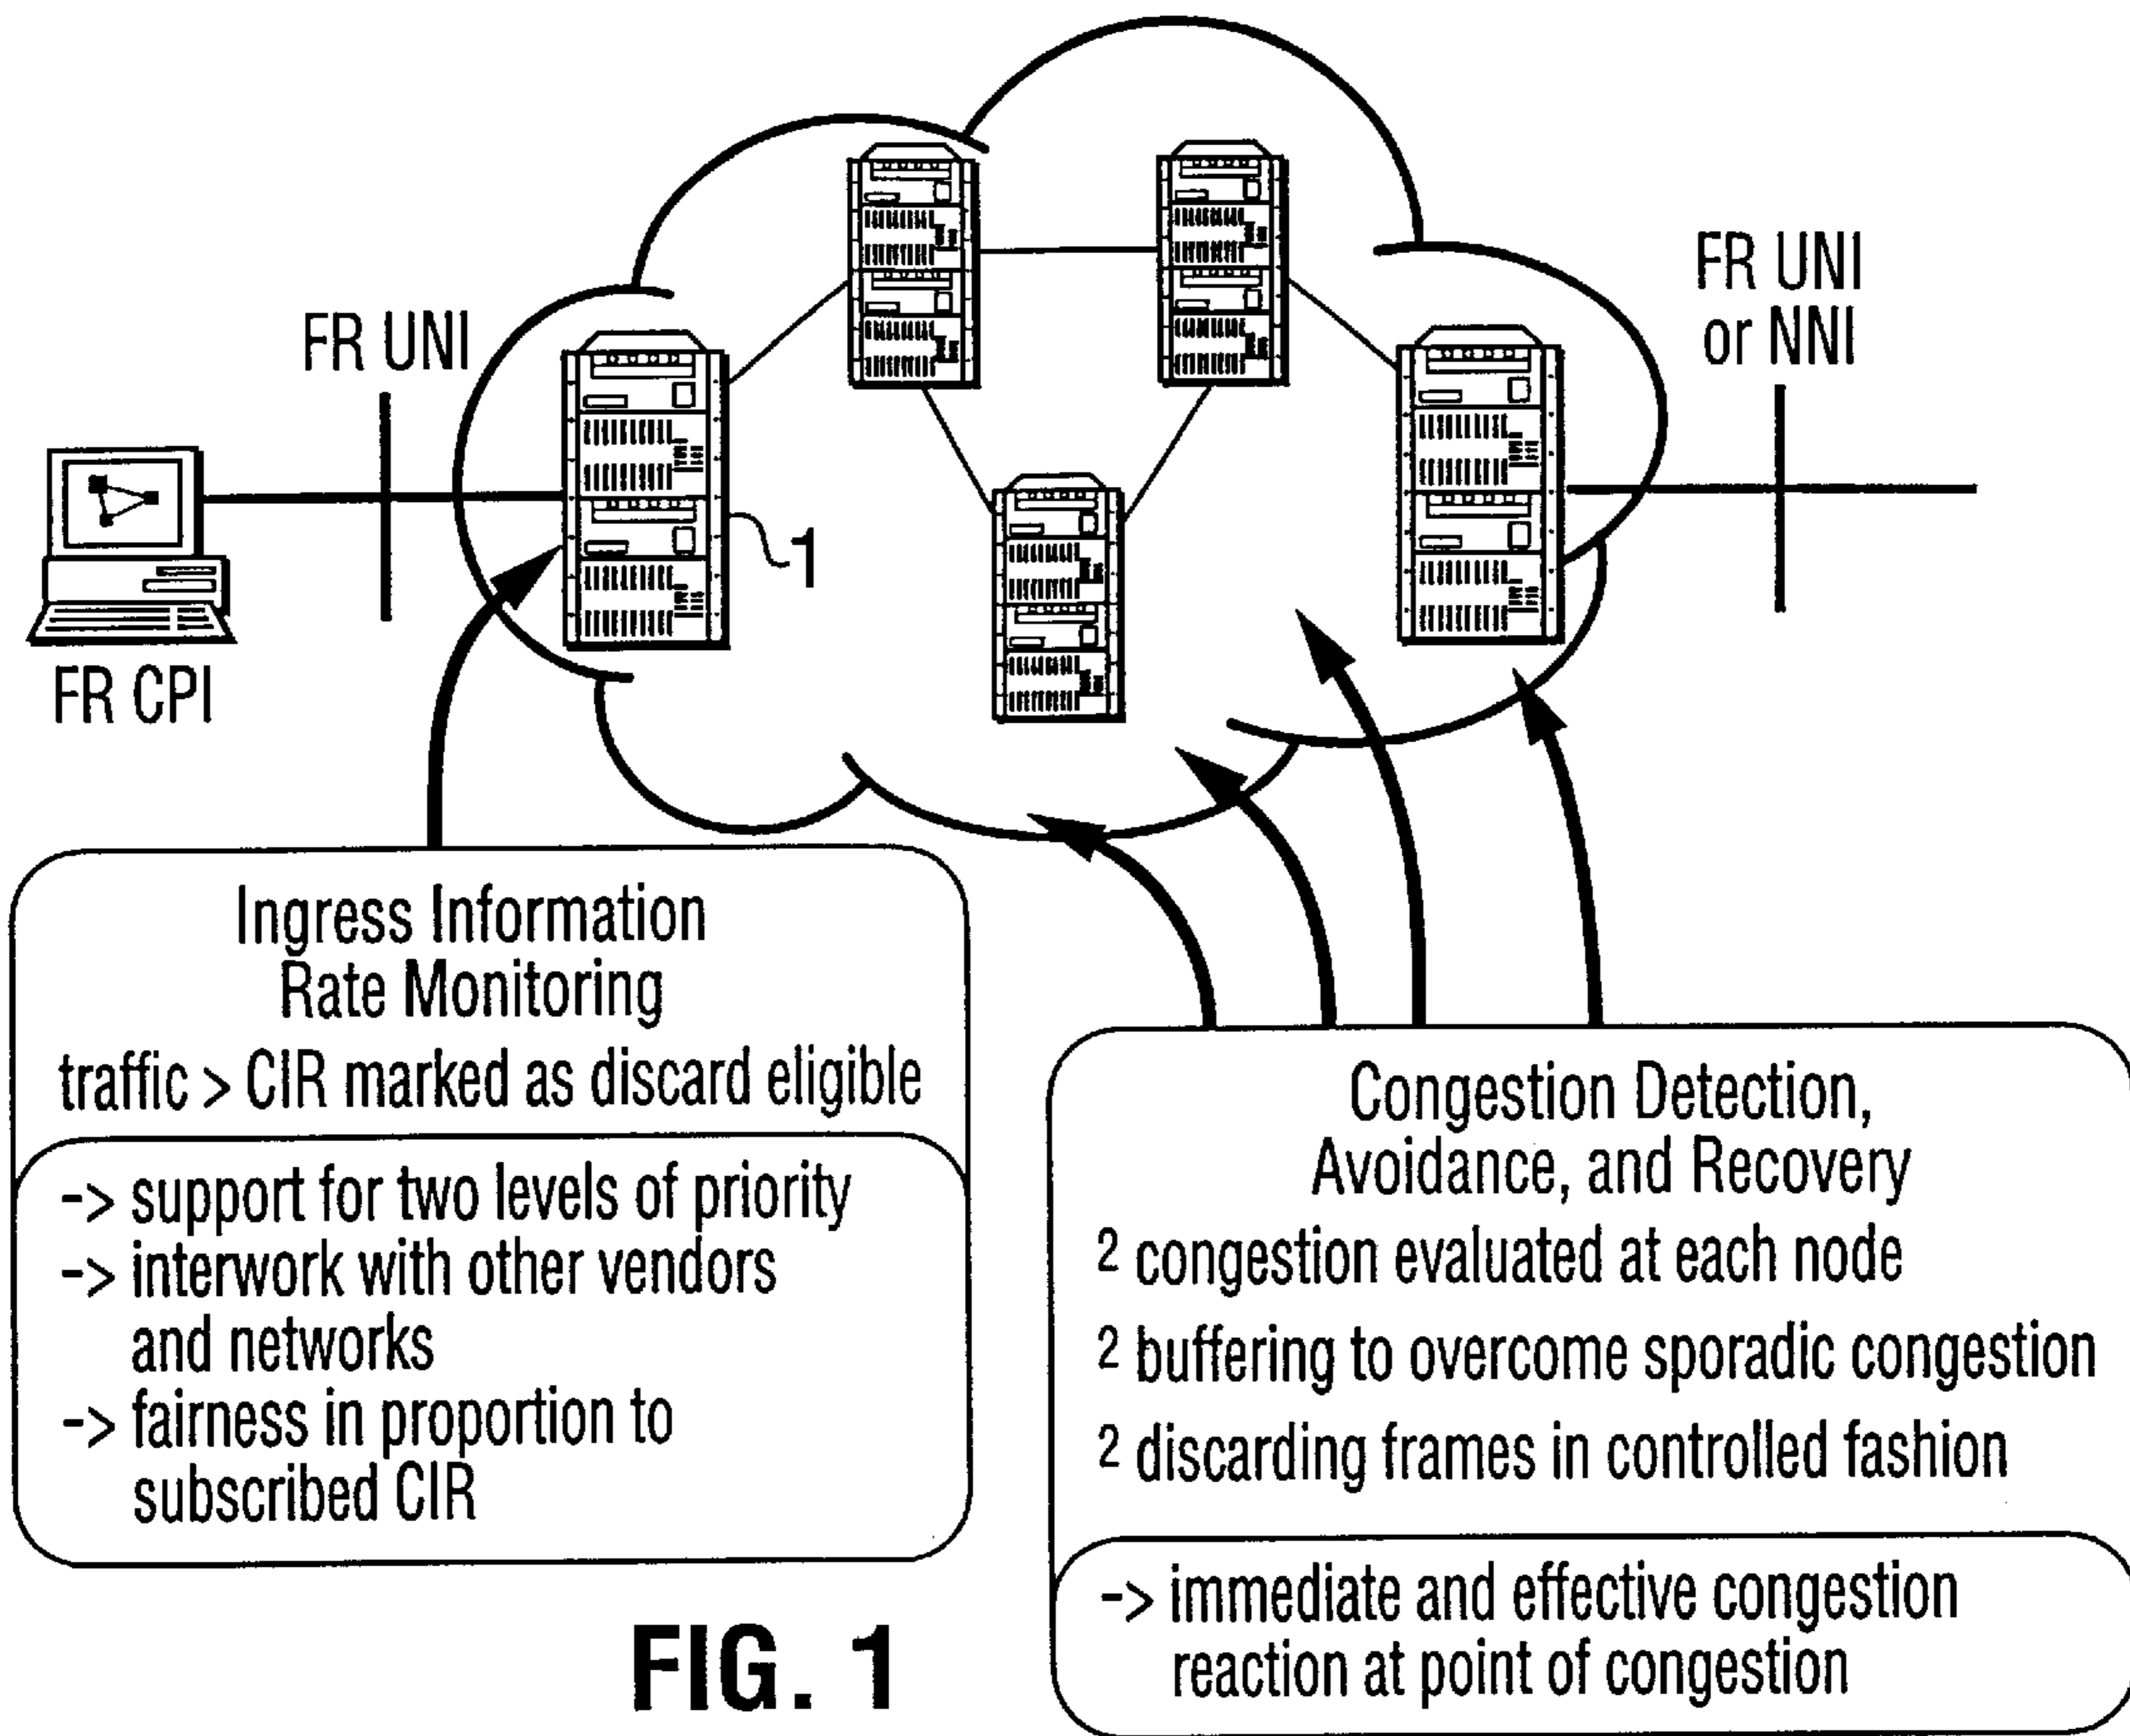 FR UNI
FR UNI
or NNI
1
FR CPI
Ingress Information
Rate Monitoring
traffic > CIR marked as discard eligible
-> support for two levels of priority
-> interwork with other vendors
and networks
-> fairness in proportion to
subscribed CIR
Congestion Detection,
Avoidance, and Recovery
2 congestion evaluated at each node
2 buffering to overcome sporadic congestion
2 discarding frames in controlled fashion
-> immediate and effective congestion
reaction at point of congestion
FIG. 1